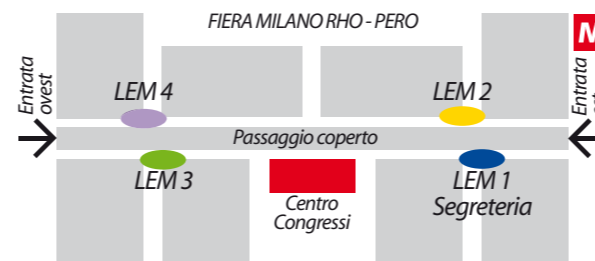 FIERA MILANO RHO - PERO
M
Entrata
ovest
LEM 4
LEM 2
Entrata
Passaggio coperto
LEM 3
LEM 1
Segreteria
Centro
Congressi